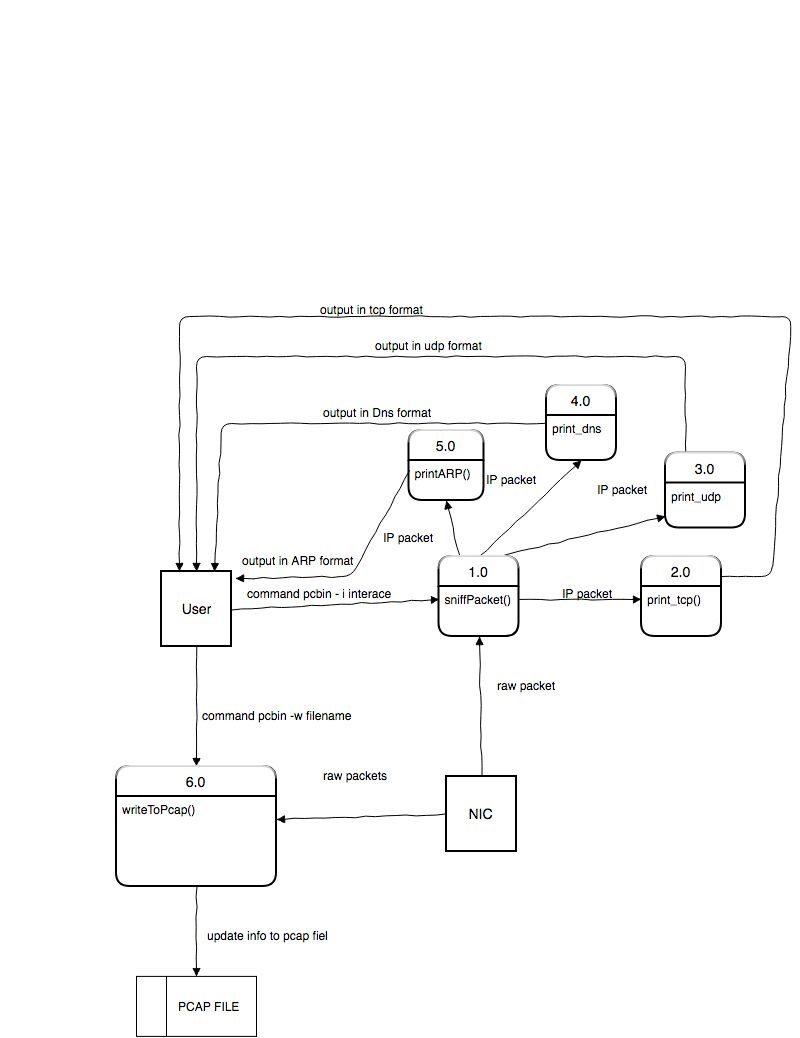 output in tcp format
output in udp format
4.0
output in Dns format
print_dns
5.0
printARP()
IP packet
3.0
IP packet
print_udp
IP packet
output in ARP format
1.0
2.0
command pcbin - i interace
sniffPacket()
IP packet
print_tcp()
User
raw packet
command pcbin -w filename
6.0
raw packets
writeToPcap()
NIC
update info to pcap fiel
PCAP FILE